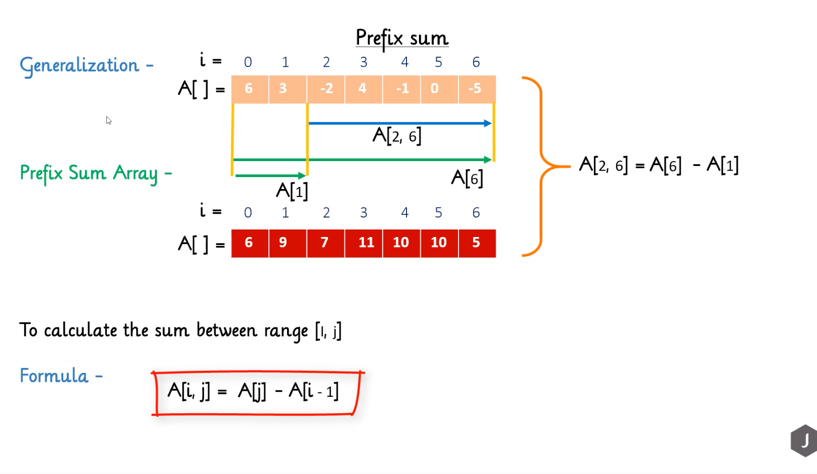 Prefix sum
Generalization -
i = 0 1 2 3 4 5 6
A[ ] = 6 3 -2 4 -1 0 -5
A[2, 6]
A[2, 6] = A[6] - A[1]
Prefix Sum Array -
A[1]
A[6]
i = 0 1 2 3 4 5 6
A[ ] = 6 9 7 11 10 10 5
To calculate the sum between range [I, j]
Formula -
A[i, j] = A[j] - A[i - 1]
J